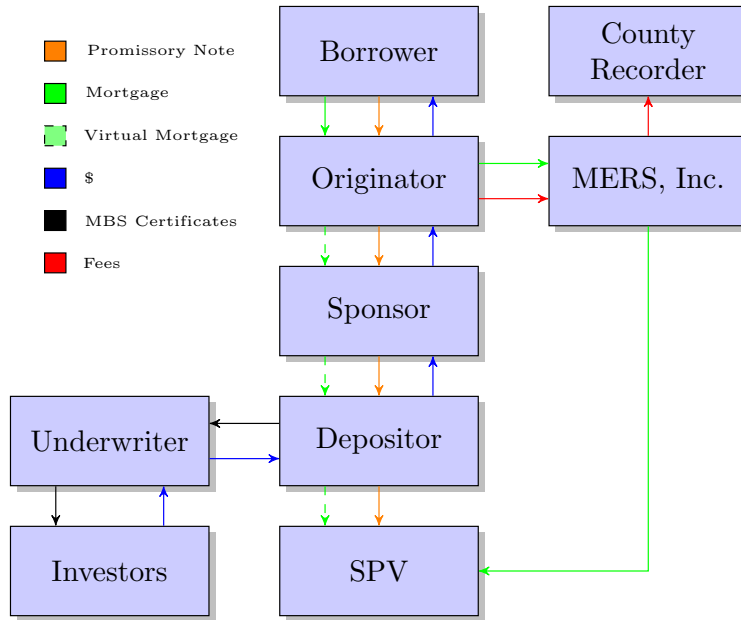 Promissory Note
Mortgage
Virtual Mortgage
$
MBS Certificates
Fees
Borrower
County
Recorder
Originator
MERS, Inc.
Sponsor
Underwriter
Depositor
Investors
SPV